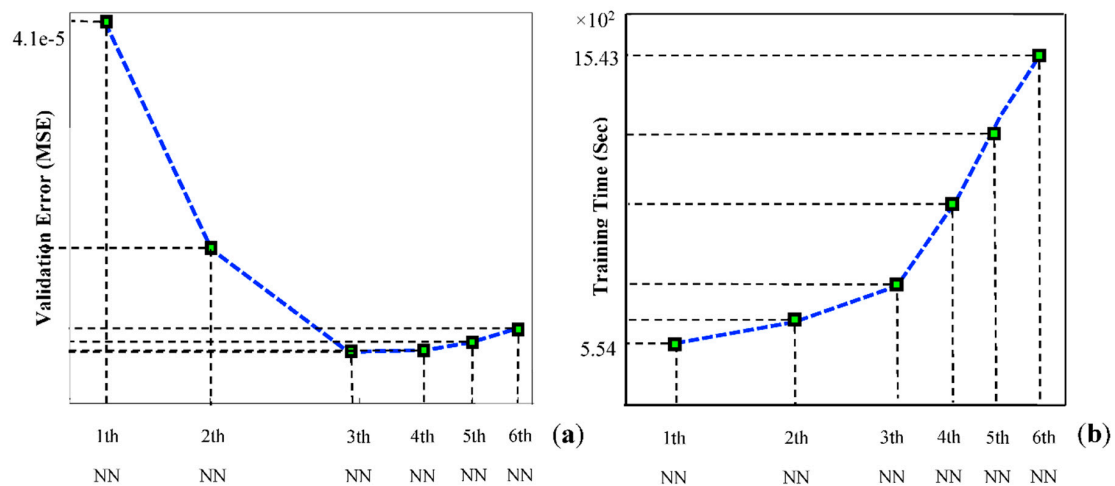 4.1e-5
Validation Error (MSE)
1th 2th 3th 4th 5th 6th
NN NN NN NN NN NN
(a)
×10²
15.43
Training Time (Sec)
5.54
1th 2th 3th 4th 5th 6th
NN NN NN NN NN NN
(b)